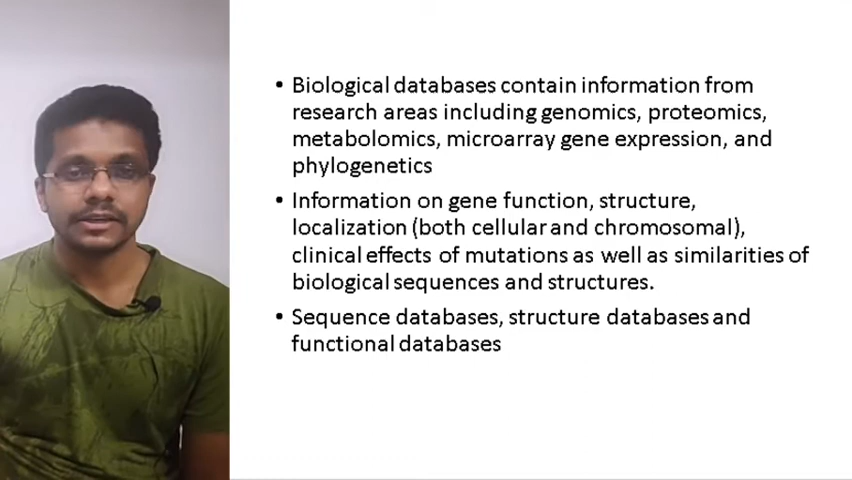 • Biological databases contain information from
research areas including genomics, proteomics,
metabolomics, microarray gene expression, and
phylogenetics
• Information on gene function, structure,
localization (both cellular and chromosomal),
clinical effects of mutations as well as similarities of
biological sequences and structures.
• Sequence databases, structure databases and
functional databases